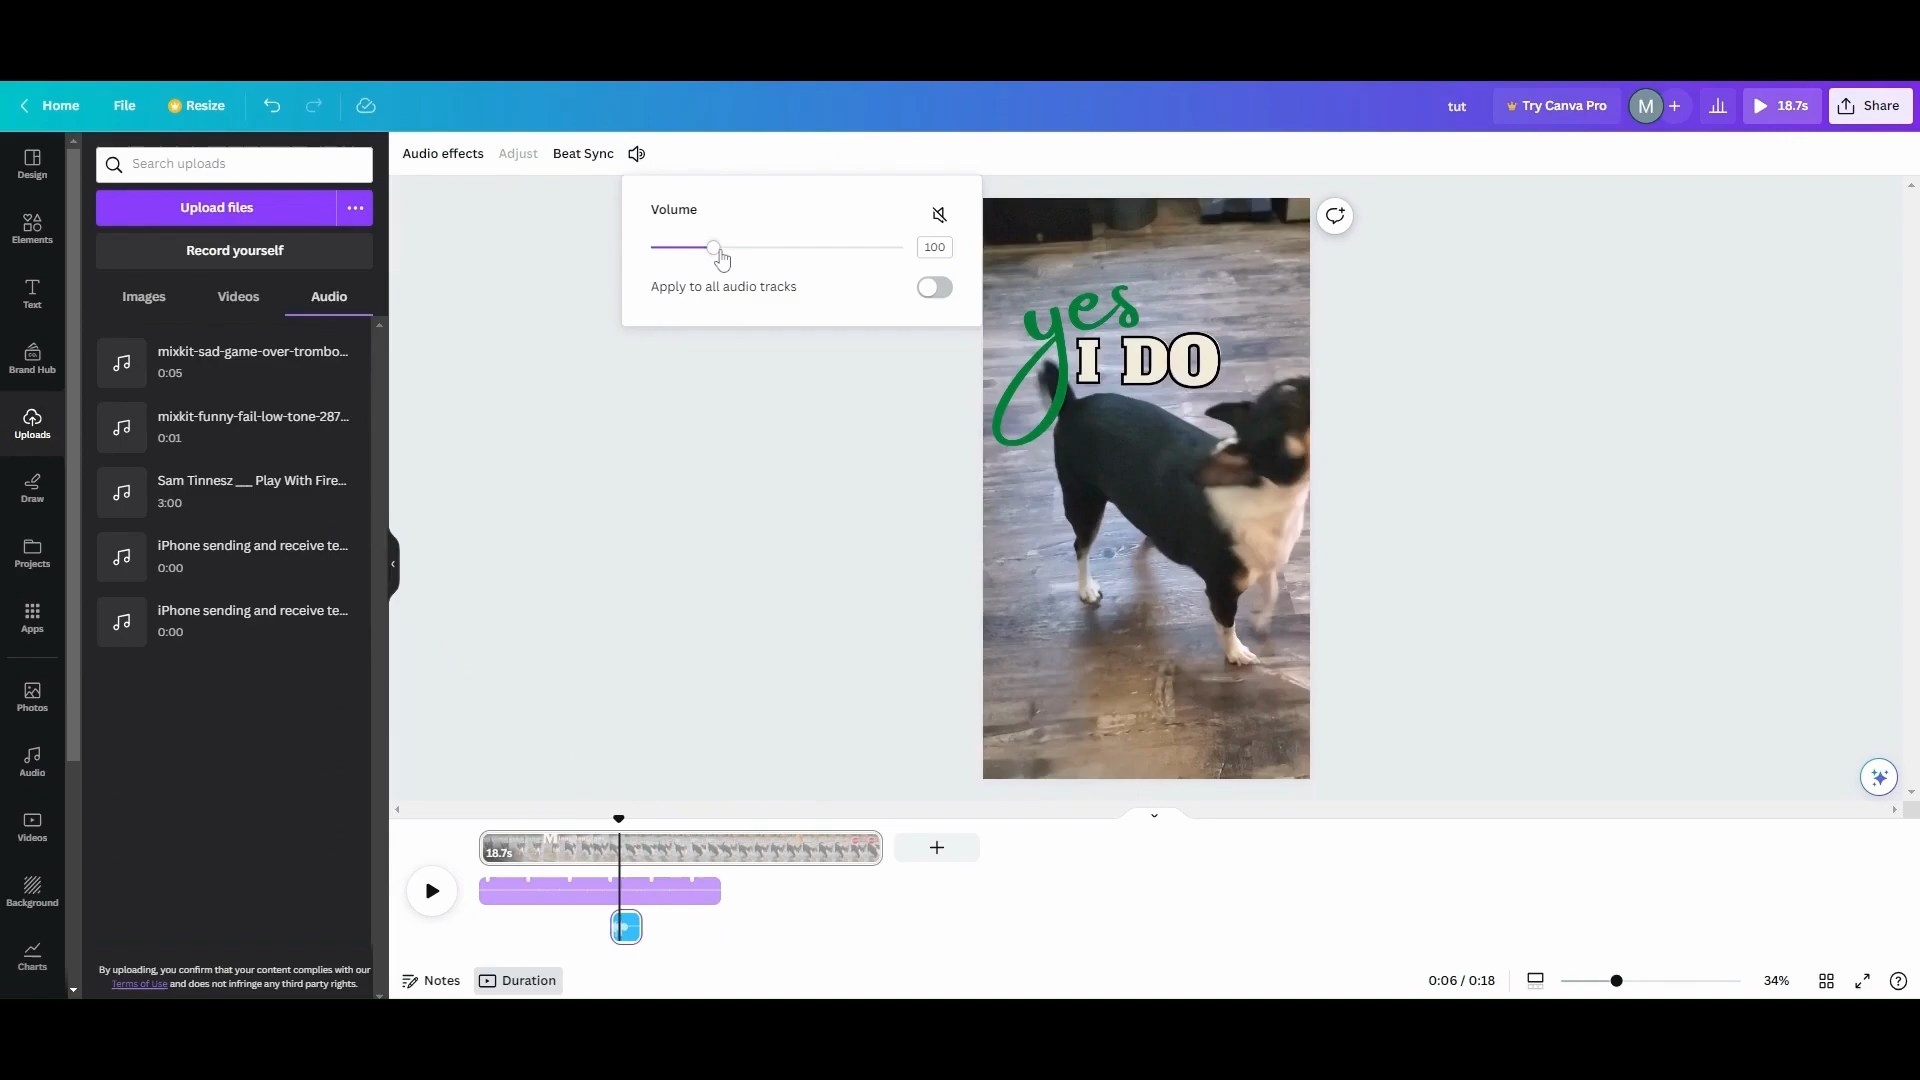 Home File Resize tut Try Canva Pro M + 18.7s Share
Design
Elements
Text
Brand Hub
Uploads
Draw
Projects
Apps
Photos
Audio
Videos
Background
Charts
Search uploads
Upload files
Record yourself
Images Videos Audio
mixkit-sad-game-over-trombo...
0:05
mixkit-funny-fail-low-tone-287...
0:01
Sam Tinnesz ___ Play With Fire...
3:00
iPhone sending and receive te...
0:00
iPhone sending and receive te...
0:00
By uploading, you confirm that your content complies with our
Terms of Use and does not infringe any third party rights.
Audio effects Adjust Beat Sync
Volume
100
Apply to all audio tracks
yes
I DO
18.7s
Notes Duration 0:06 / 0:18 34%